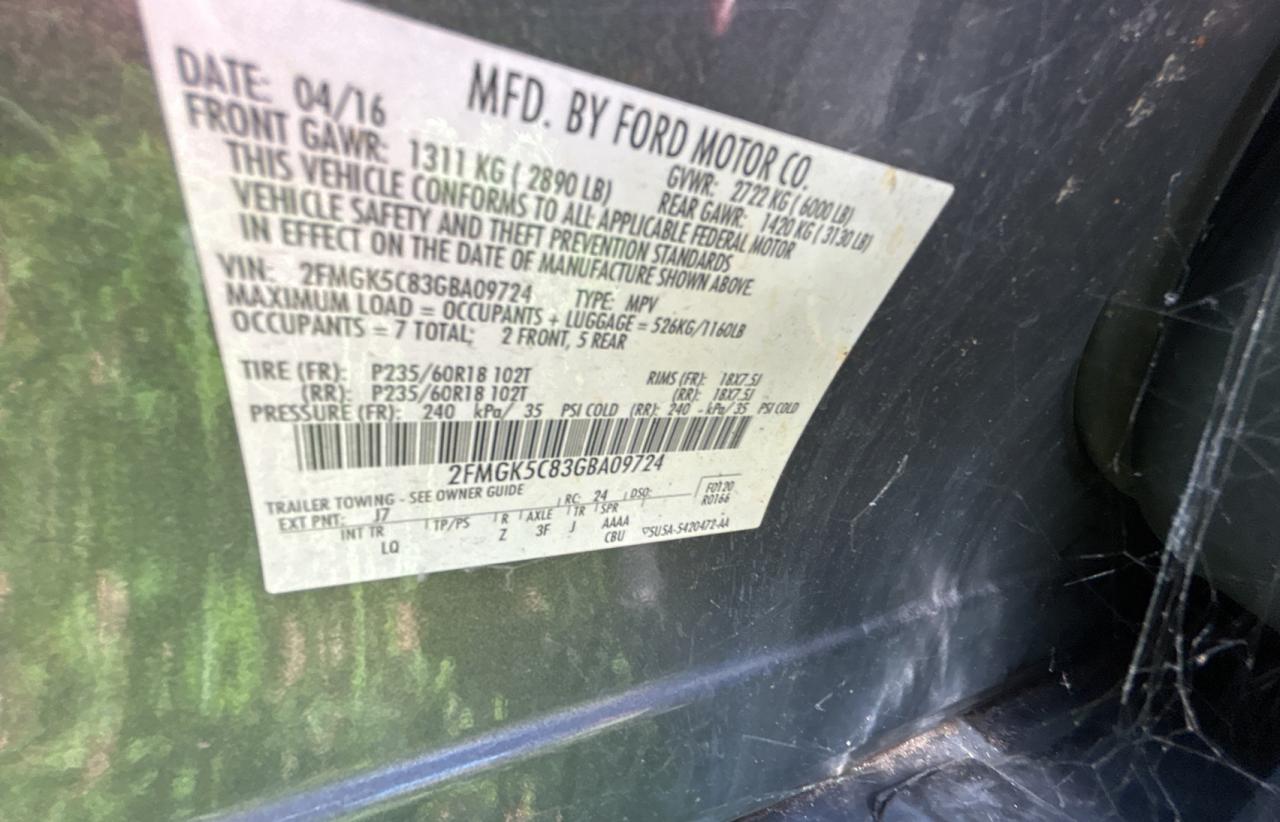 MFD. BY FORD MOTOR CO.
DATE: 04/16
GVWR: 2722 KG ( 6000 LB)
FRONT GAWR: 1311 KG ( 2890 LB)
REAR GAWR: 1420 KG ( 3130 LB)
THIS VEHICLE CONFORMS TO ALL APPLICABLE FEDERAL MOTOR
VEHICLE SAFETY AND THEFT PREVENTION STANDARDS
IN EFFECT ON THE DATE OF MANUFACTURE SHOWN ABOVE
VIN: 2FMGK5C83GBA09724 TYPE: MPV
MAXIMUM LOAD = OCCUPANTS + LUGGAGE = 526KG/1160LB
OCCUPANTS = 7 TOTAL; 2 FRONT, 5 REAR
TIRE (FR): P235/60R18 102T RIMS (FR): 18X7.5J
(RR): P235/60R18 102T (RR): 18X7.5J
PRESSURE (FR): 240 kPa/ 35 PSI COLD (RR): 240 kPa/ 35 PSI COLD
2FMGK5C83GBA09724
TRAILER TOWING - SEE OWNER GUIDE
EXT PNT: J7 RC: 24 DSO: F0120
R0166
INT TR TP/PS R AXLE TR SPR
LQ Z 3F J AAAA
CBU 5U5A-5420472-AA